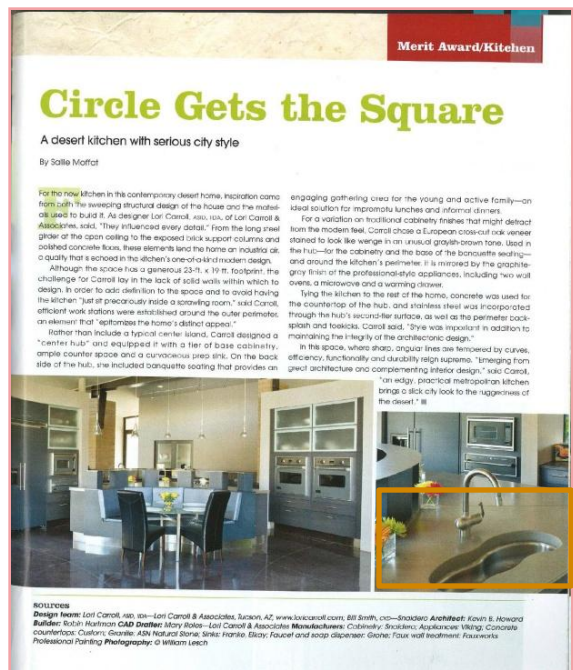 Merit Award/Kitchen
Circle Gets the Square
A desert kitchen with serious city style
By Sallie Moffat
For the new kitchen in this contemporary desert home, inspiration came
from both the sweeping structural design of the house and the materi-
als used to build it. As designer Lori Carroll, ASID, IIDA, of Lori Carroll &
Associates, said, "They influenced every detail." From the long steel
girder at the open ceiling to the exposed brick support columns and
polished concrete floors, these elements lend the home an industrial air,
a quality that is echoed in the kitchen's one-of-a-kind modern design.
Although the space has a generous 23-ft. x 19-ft. footprint, the
challenge for Carroll lay in the lack of solid walls within which to
design. In order to add definition to the space and to avoid having
the kitchen "just sit precariously inside a sprawling room," said Carroll,
efficient work stations were established around the outer perimeter,
an element that "epitomizes the home's distinct appeal."
Rather than include a typical center island, Carroll designed a
"center hub" and equipped it with a tier of base cabinetry,
ample counter space and a curvaceous prep sink. On the back
side of the hub, she included banquette seating that provides an
engaging gathering area for the young and active family—an
ideal solution for impromptu lunches and informal dinners.
For a variation on traditional cabinetry finishes that might detract
from the modern feel, Carroll chose a European cross-cut oak veneer
stained to look like wenge in an unusual grayish-brown tone. Used in
the hub—for the cabinetry and the base of the banquette seating—
and around the kitchen's perimeter, it is mirrored by the graphite-
gray finish of the professional-style appliances, including two wall
ovens, a microwave and a warming drawer.
Tying the kitchen to the rest of the home, concrete was used for
the countertop of the hub, and stainless steel was incorporated
through the hub's second-tier surface, as well as the perimeter back-
splash and toekicks. Carroll said, "Style was important in addition to
maintaining the integrity of the architectonic design."
In this space, where sharp, angular lines are tempered by curves,
efficiency, functionality and durability reign supreme. "Emerging from
great architecture and complementing interior design," said Carroll,
"an edgy, practical metropolitan kitchen
brings a slick city look to the ruggedness of
the desert."
sources
Design team: Lori Carroll, ASID, IIDA—Lori Carroll & Associates, Tucson, AZ, www.loricarroll.com, Bill Smith, CPD—Snaidero Architect: Kevin B. Howard
Builder: Robin Hartman CAD Drafter: Mary Roles—Lori Carroll & Associates Manufacturers: Cabinetry: Snaidero; Appliances: Viking; Concrete
countertops: Custom; Granite: ASN Natural Stone; Sinks: Franke, Elkay; Faucet and soap dispenser: Grohe; Faux wall treatment: Fauxworks
Professional Painting Photography: © William Lesch